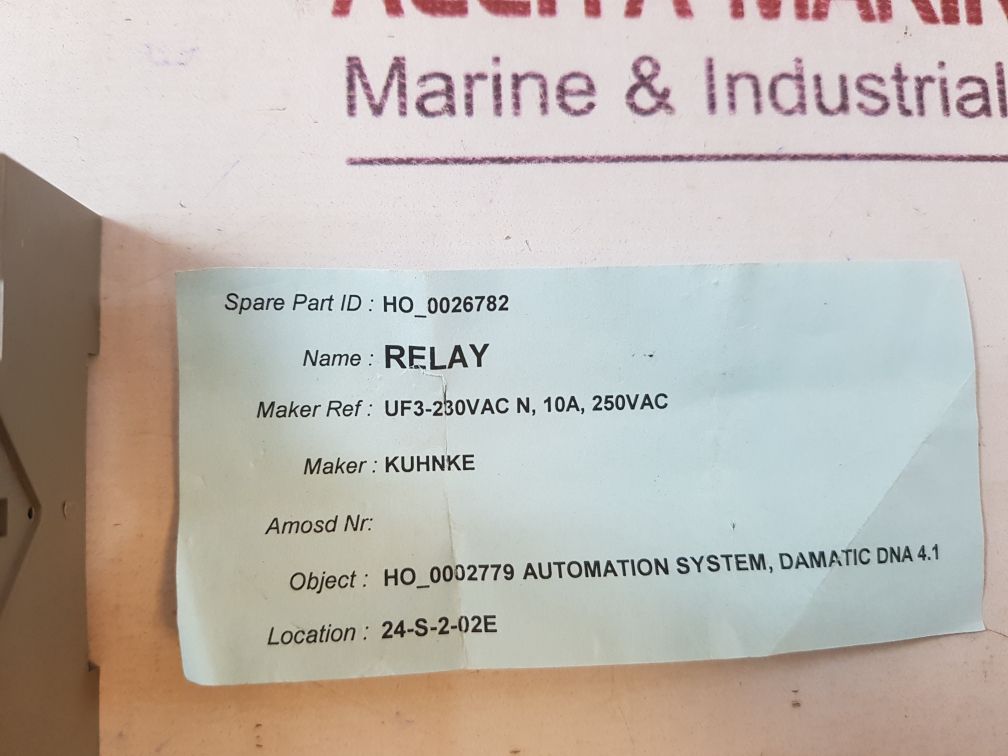 Marine & Industrial
Spare Part ID : HO_0026782
Name : RELAY
Maker Ref : UF3-230VAC N, 10A, 250VAC
Maker : KUHNKE
Amosd Nr:
Object : HO_0002779 AUTOMATION SYSTEM, DAMATIC DNA 4.1
Location : 24-S-2-02E